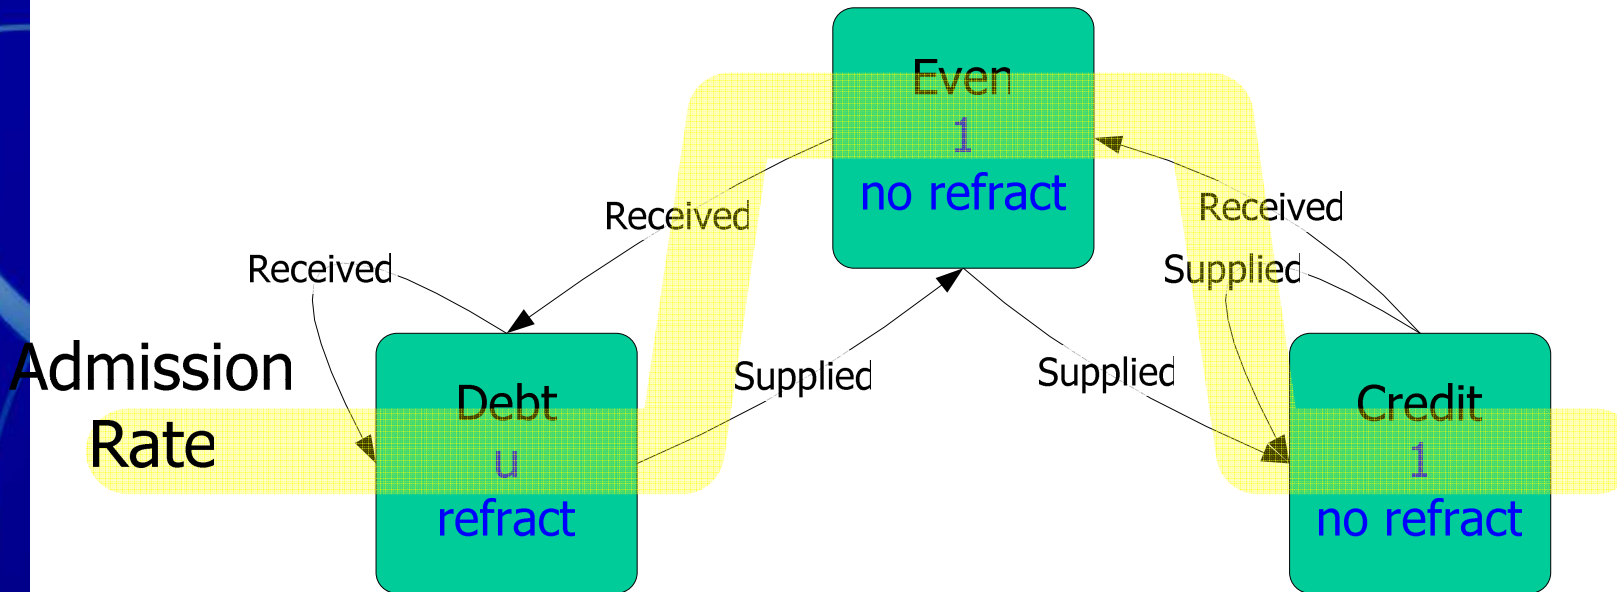 Even
1
no refract
Received
Received
Received
Supplied
Admission
Rate
Supplied
Supplied
Debt
u
refract
Credit
1
no refract